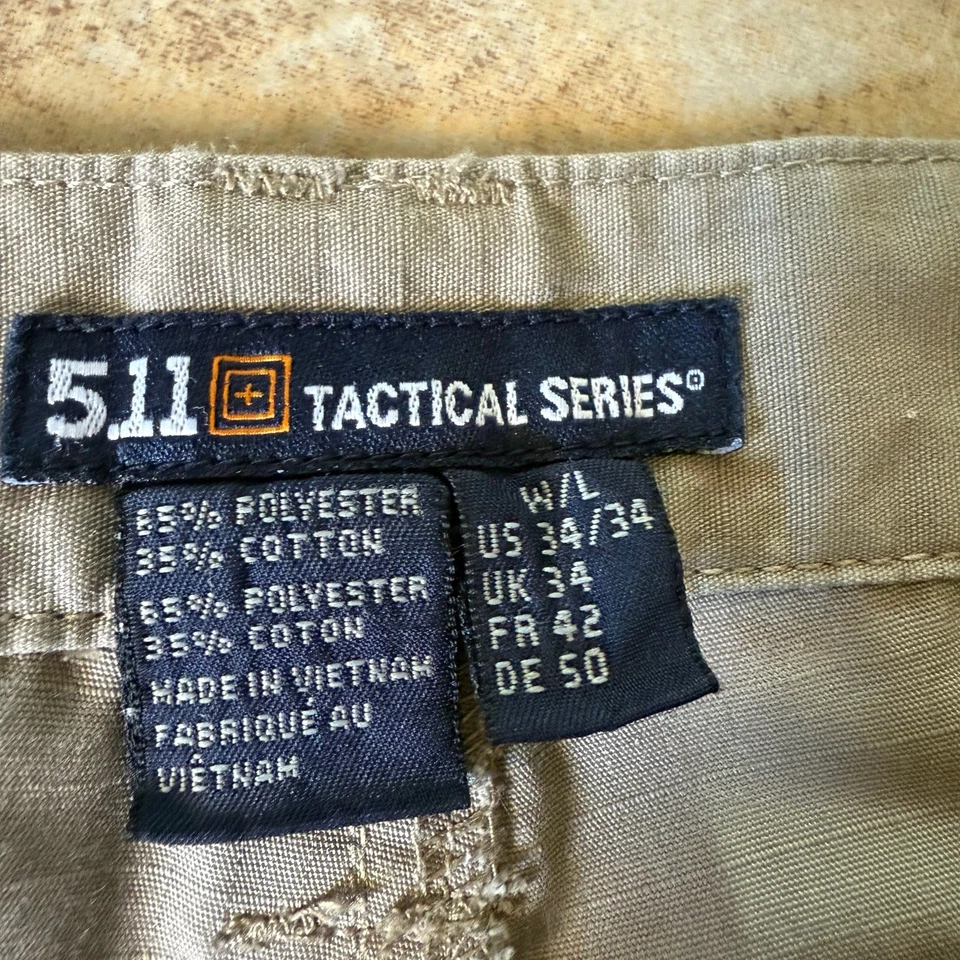 5.11 TACTICAL SERIES
65% POLYESTER
35% COTTON
65% POLYESTER
35% COTON
MADE IN VIETNAM
FABRIQUÉ AU
VIÊTNAM
W/L
US 34/34
UK 34
FR 42
DE 50